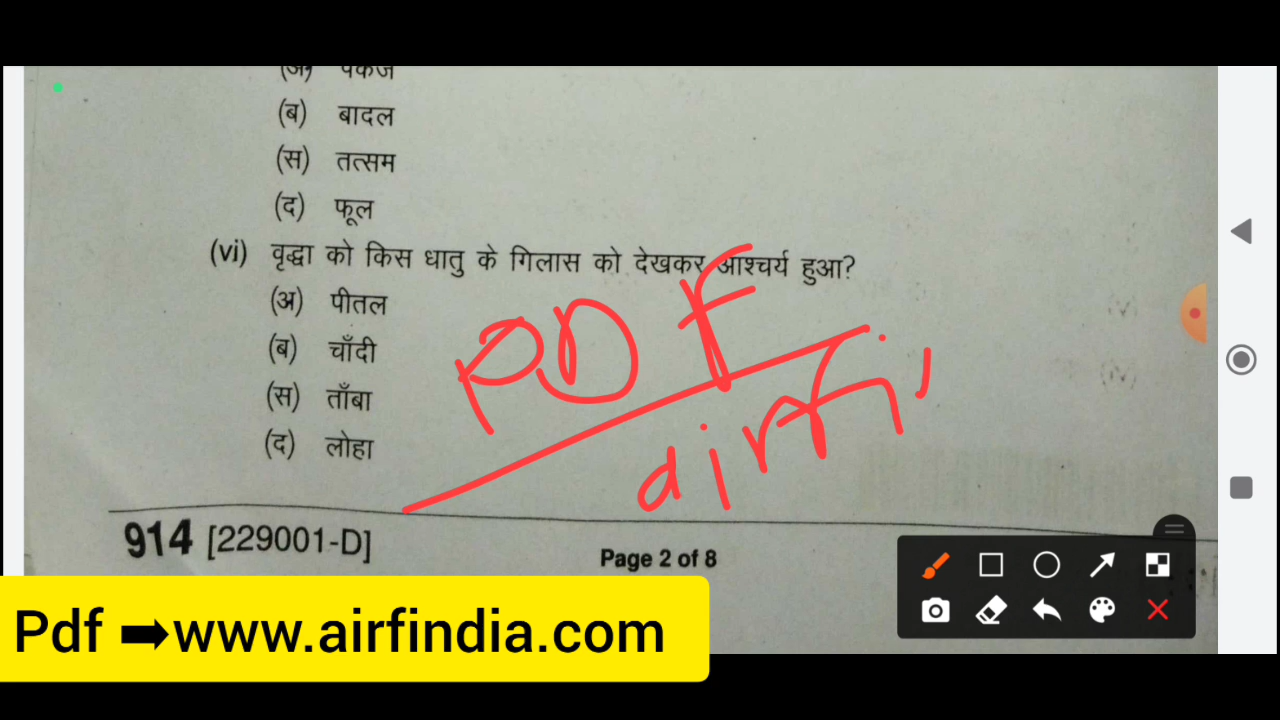 (अ) पंकज
(ब) बादल
(स) तत्सम
(द) फूल
(vi) वृद्धा को किस धातु के गिलास को देखकर आश्चर्य हुआ?
(अ) पीतल
(ब) चाँदी
(स) ताँबा
(द) लोहा
PDF
airfi
914 [229001-D]
Page 2 of 8
Pdf ➡www.airfindia.com